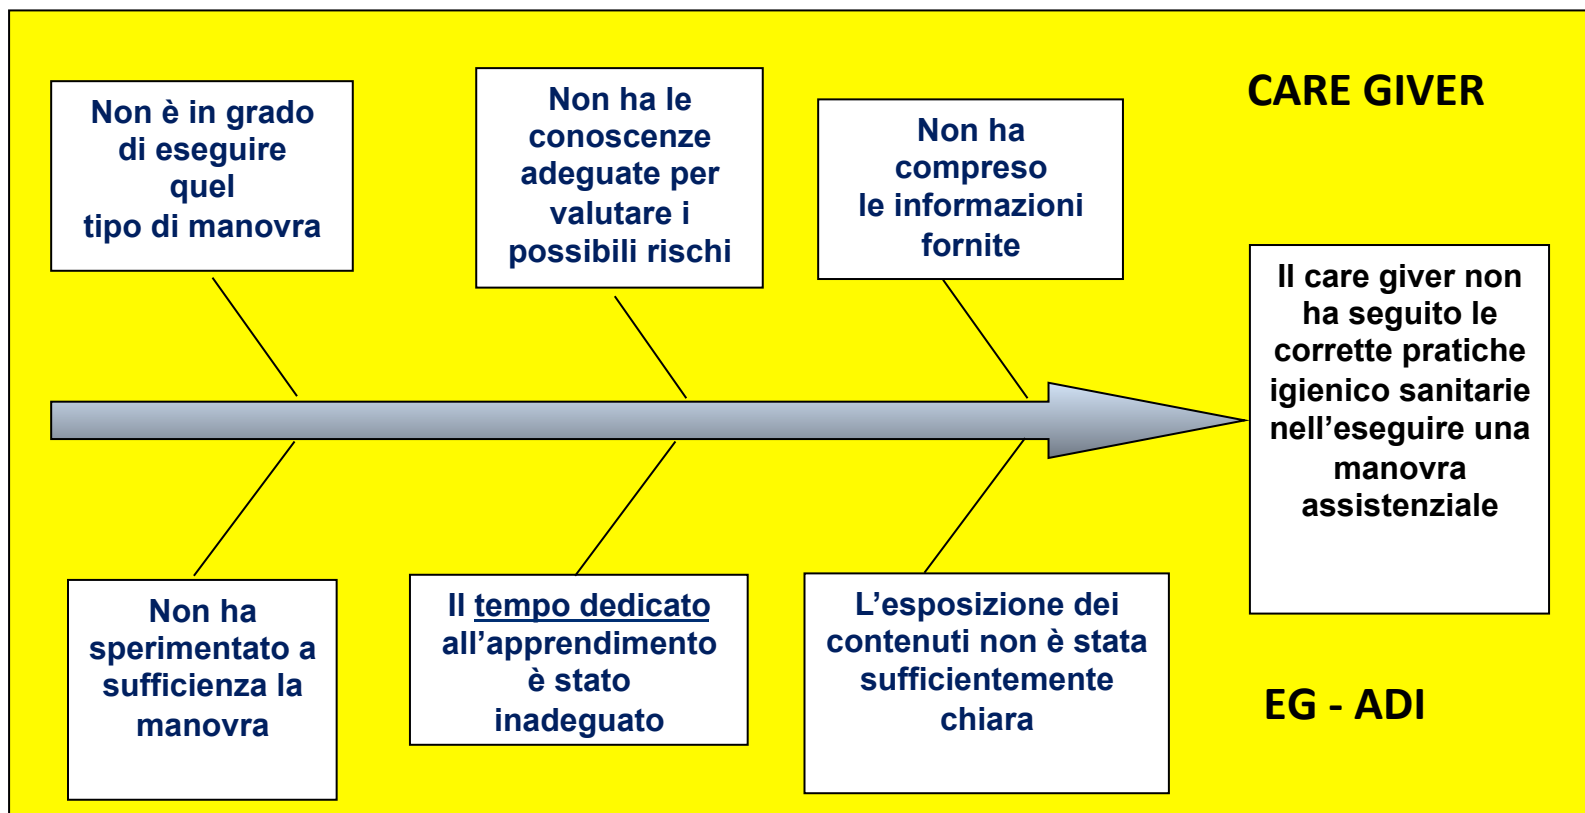 CARE GIVER
Non è in grado
di eseguire
quel
tipo di manovra
Non ha le
conoscenze
adeguate per
valutare i
possibili rischi
Non ha
compreso
le informazioni
fornite
Il care giver non
ha seguito le
corrette pratiche
igienico sanitarie
nell’eseguire una
manovra
assistenziale
Non ha
sperimentato a
sufficienza la
manovra
Il tempo dedicato
all’apprendimento
è stato
inadeguato
L’esposizione dei
contenuti non è stata
sufficientemente
chiara
EG - ADI